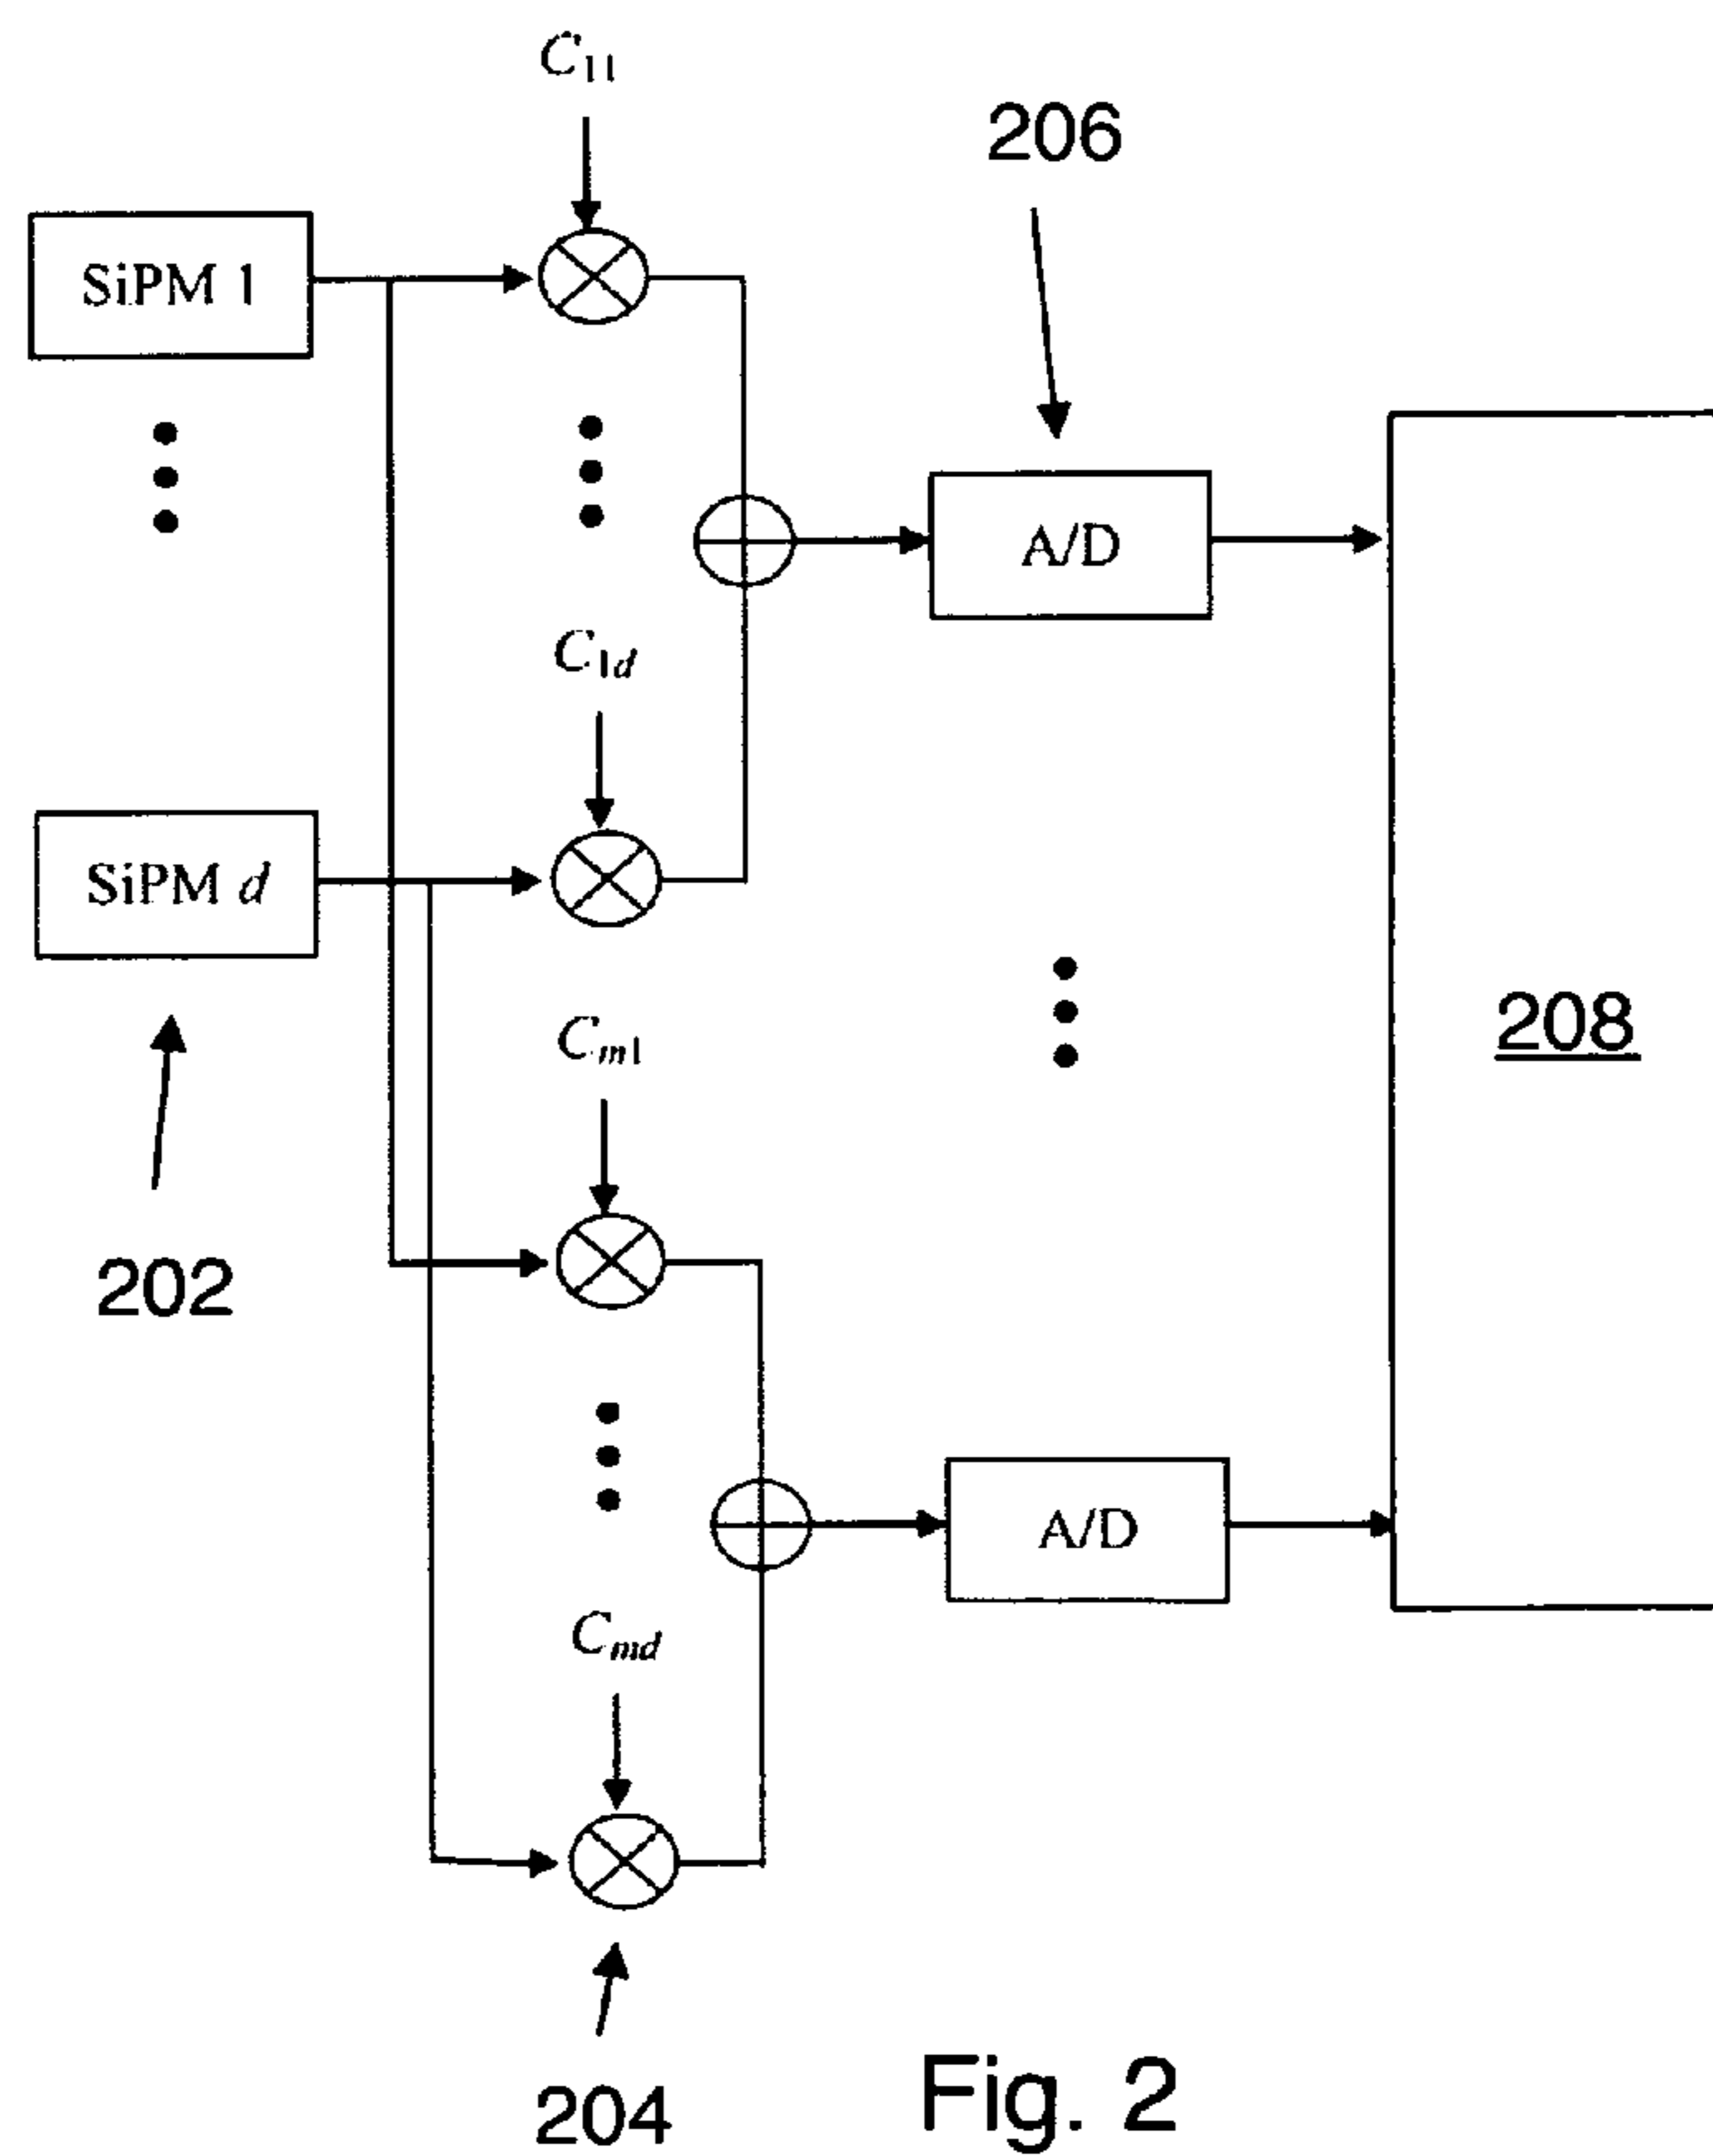 C11
206
SiPM 1
A/D
C1d
SiPM d
208
Cm1
202
A/D
Cmd
204
Fig. 2